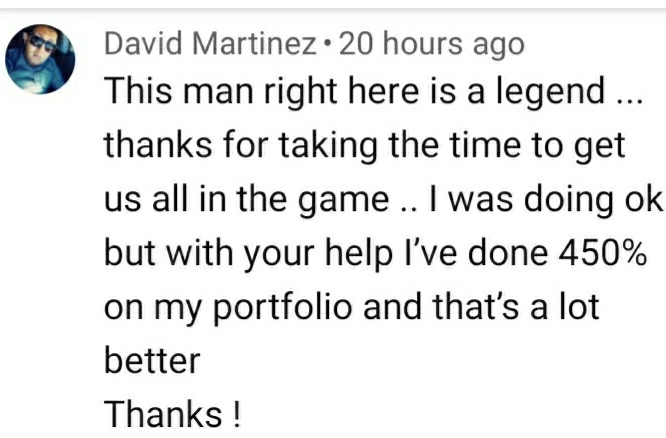 David Martinez • 20 hours ago
This man right here is a legend ...
thanks for taking the time to get
us all in the game .. I was doing ok
but with your help I've done 450%
on my portfolio and that's a lot
better
Thanks !